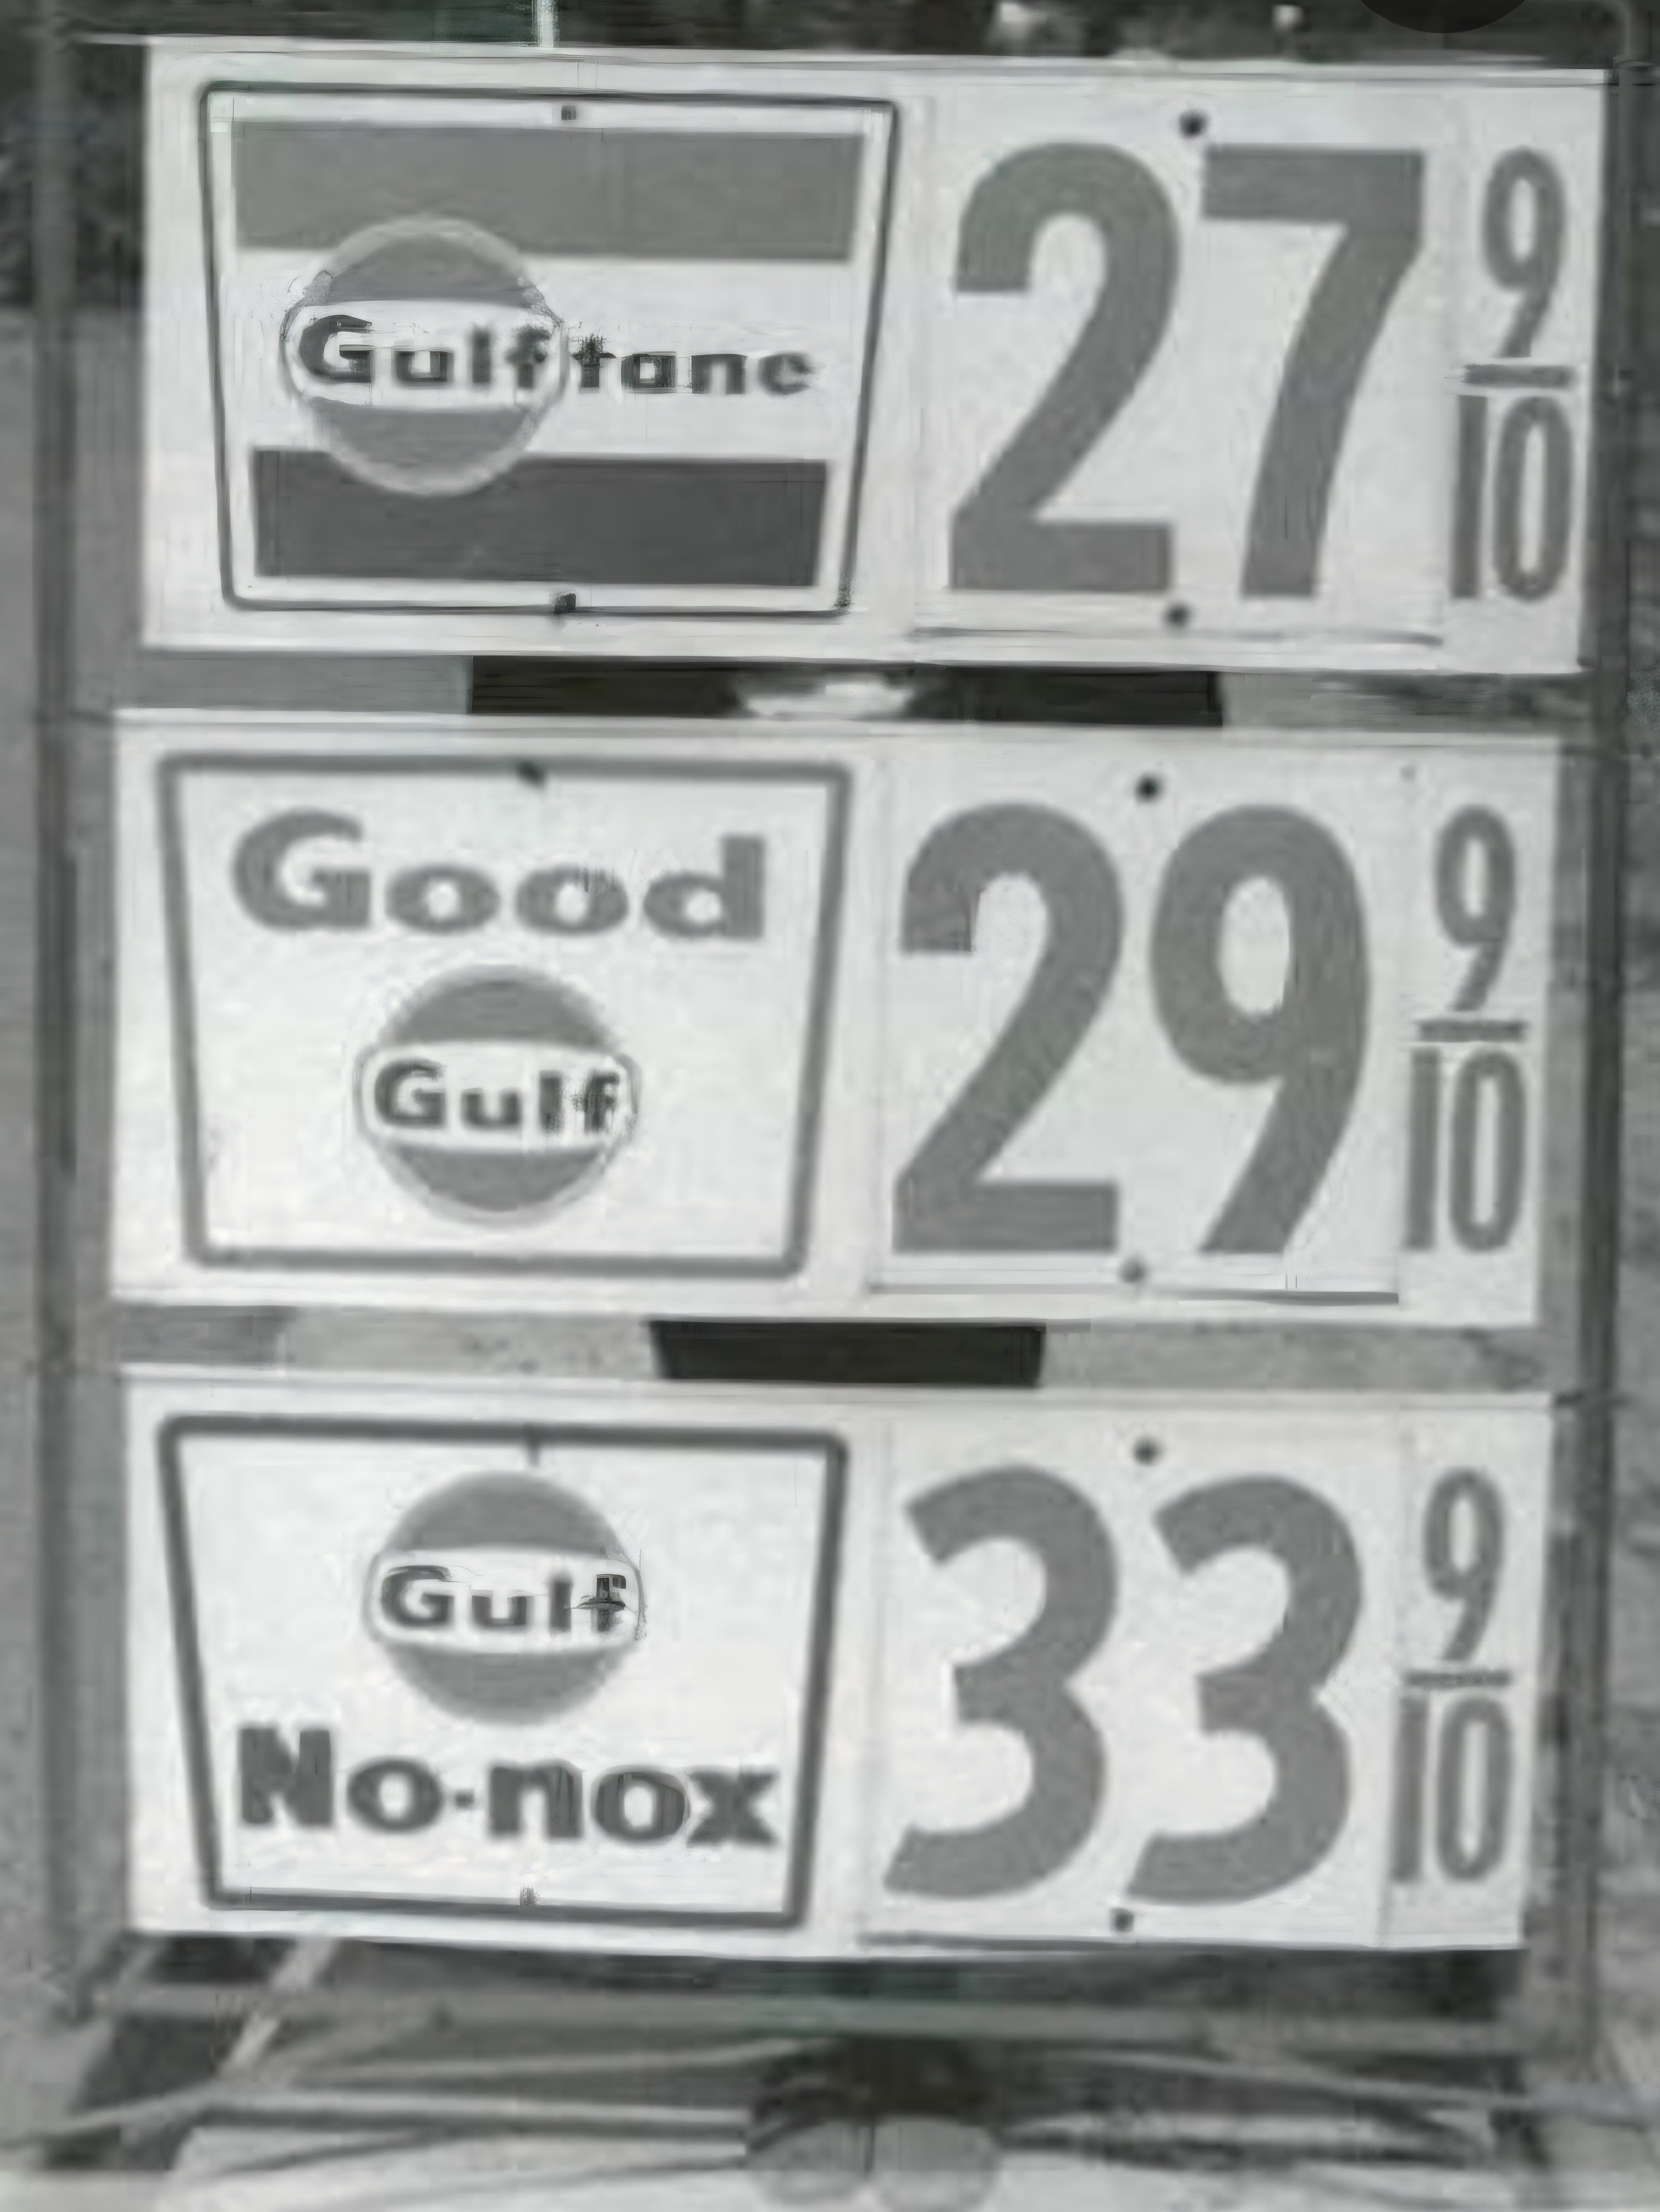 Gulftane 27 9/10
Good
Gulf 29 9/10
Gulf
No-nox 33 9/10